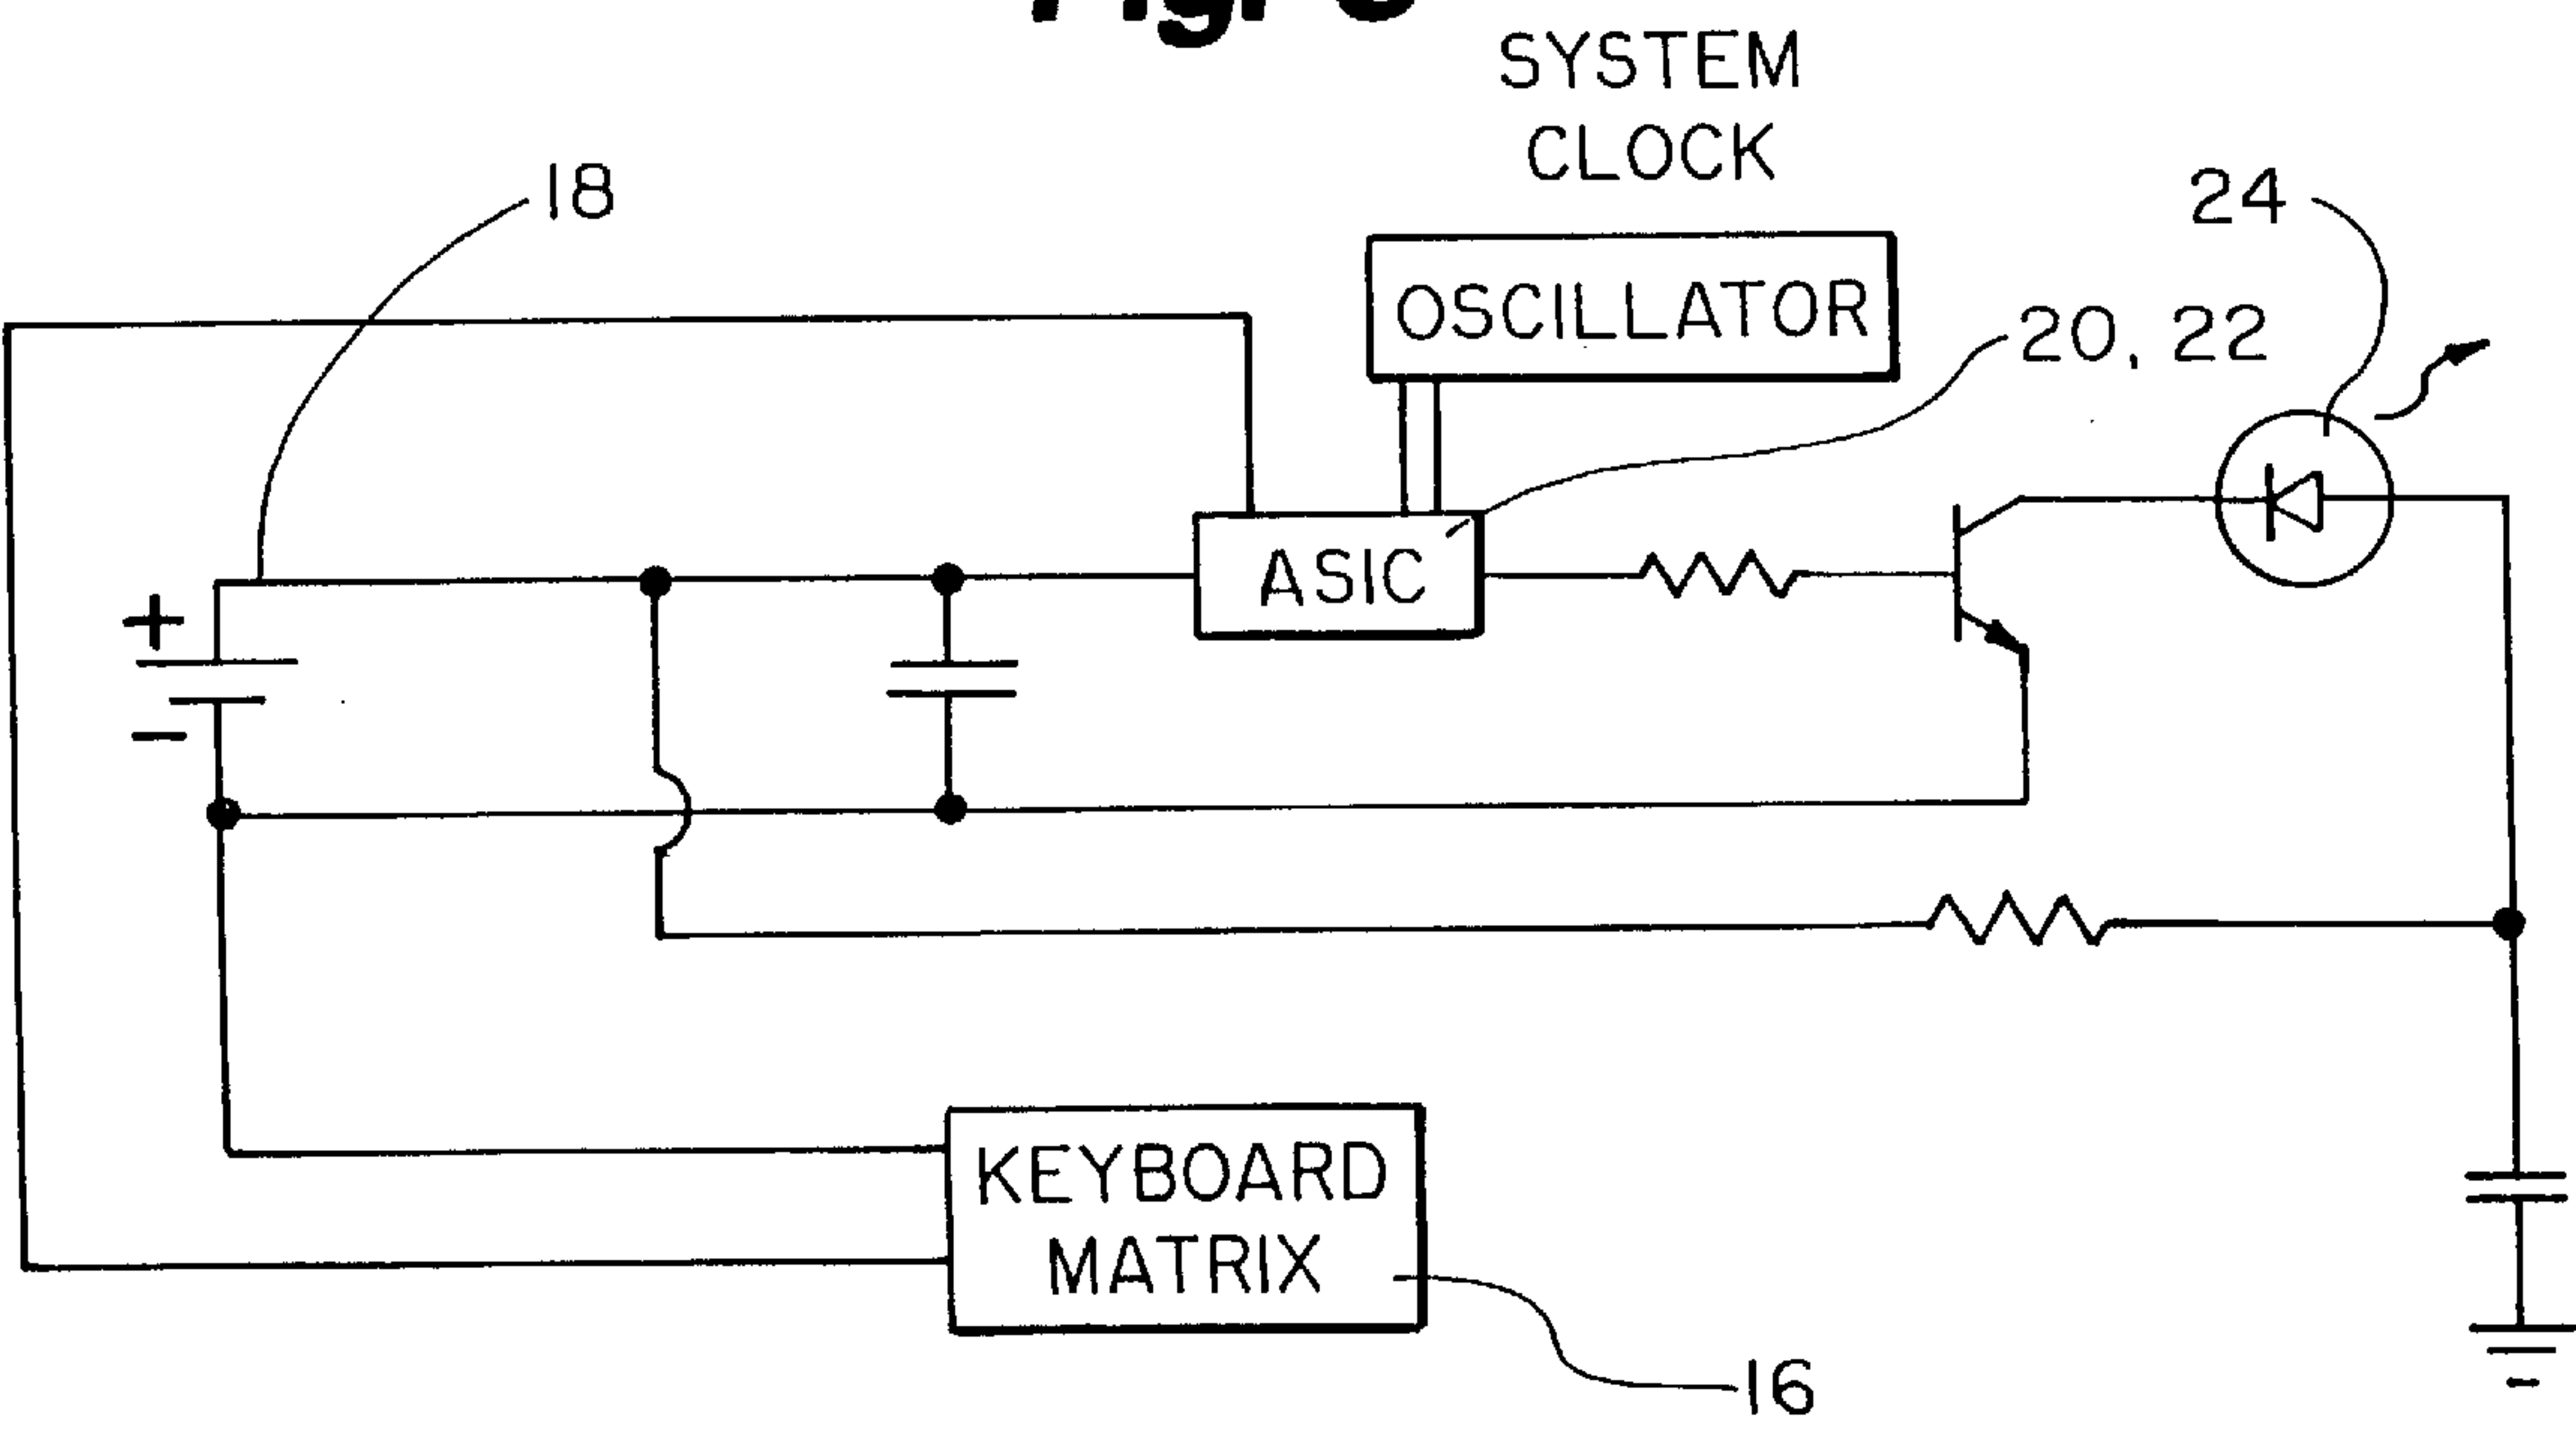 SYSTEM
CLOCK
18
24
OSCILLATOR
20, 22
ASIC
+
−
KEYBOARD
MATRIX
16